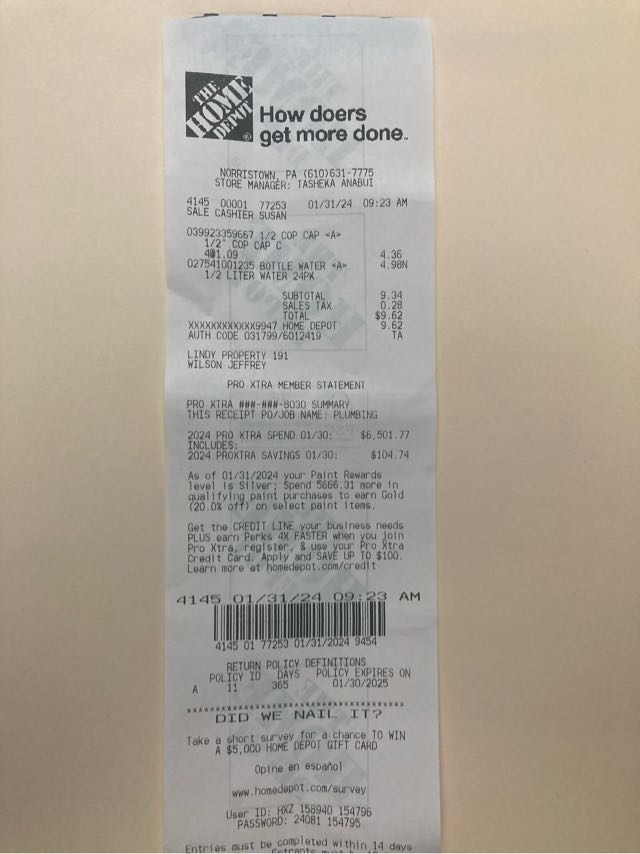 THE HOME DEPOT
How doers
get more done.
NORRISTOWN, PA (610)631-7775
STORE MANAGER: TASHEKA ANABUI
4145 00001 77253 01/31/24 09:23 AM
SALE CASHIER SUSAN
039923359667 1/2 COP CAP <A>
1/2" COP CAP C
4@1.09 4.36
027541001235 BOTTLE WATER <A> 4.98N
1/2 LITER WATER 24PK
SUBTOTAL 9.34
SALES TAX 0.28
TOTAL $9.62
XXXXXXXXXXXX9947 HOME DEPOT 9.62
AUTH CODE 031799/6012419 TA
LINDY PROPERTY 191
WILSON JEFFREY
PRO XTRA MEMBER STATEMENT
PRO XTRA ###-###-8030 SUMMARY
THIS RECEIPT PO/JOB NAME: PLUMBING
2024 PRO XTRA SPEND 01/30: $6,501.77
INCLUDES:
2024 PROXTRA SAVINGS 01/30: $104.74
As of 01/31/2024 your Paint Rewards
level is Silver; Spend 5666.31 more in
qualifying paint purchases to earn Gold
(20.0% off) on select paint items.
Get the CREDIT LINE your business needs
PLUS earn Perks 4X FASTER when you join
Pro Xtra, register, & use your Pro Xtra
Credit Card. Apply and SAVE UP TO $100.
Learn more at homedepot.com/credit
4145 01/31/24 09:23 AM
4145 01 77253 01/31/2024 9454
RETURN POLICY DEFINITIONS
POLICY ID DAYS POLICY EXPIRES ON
A 11 365 01/30/2025
DID WE NAIL IT?
Take a short survey for a chance TO WIN
A $5,000 HOME DEPOT GIFT CARD
Opine en español
www.homedepot.com/survey
User ID: HXZ 158940 154796
PASSWORD: 24081 154795
Entries must be completed within 14 days